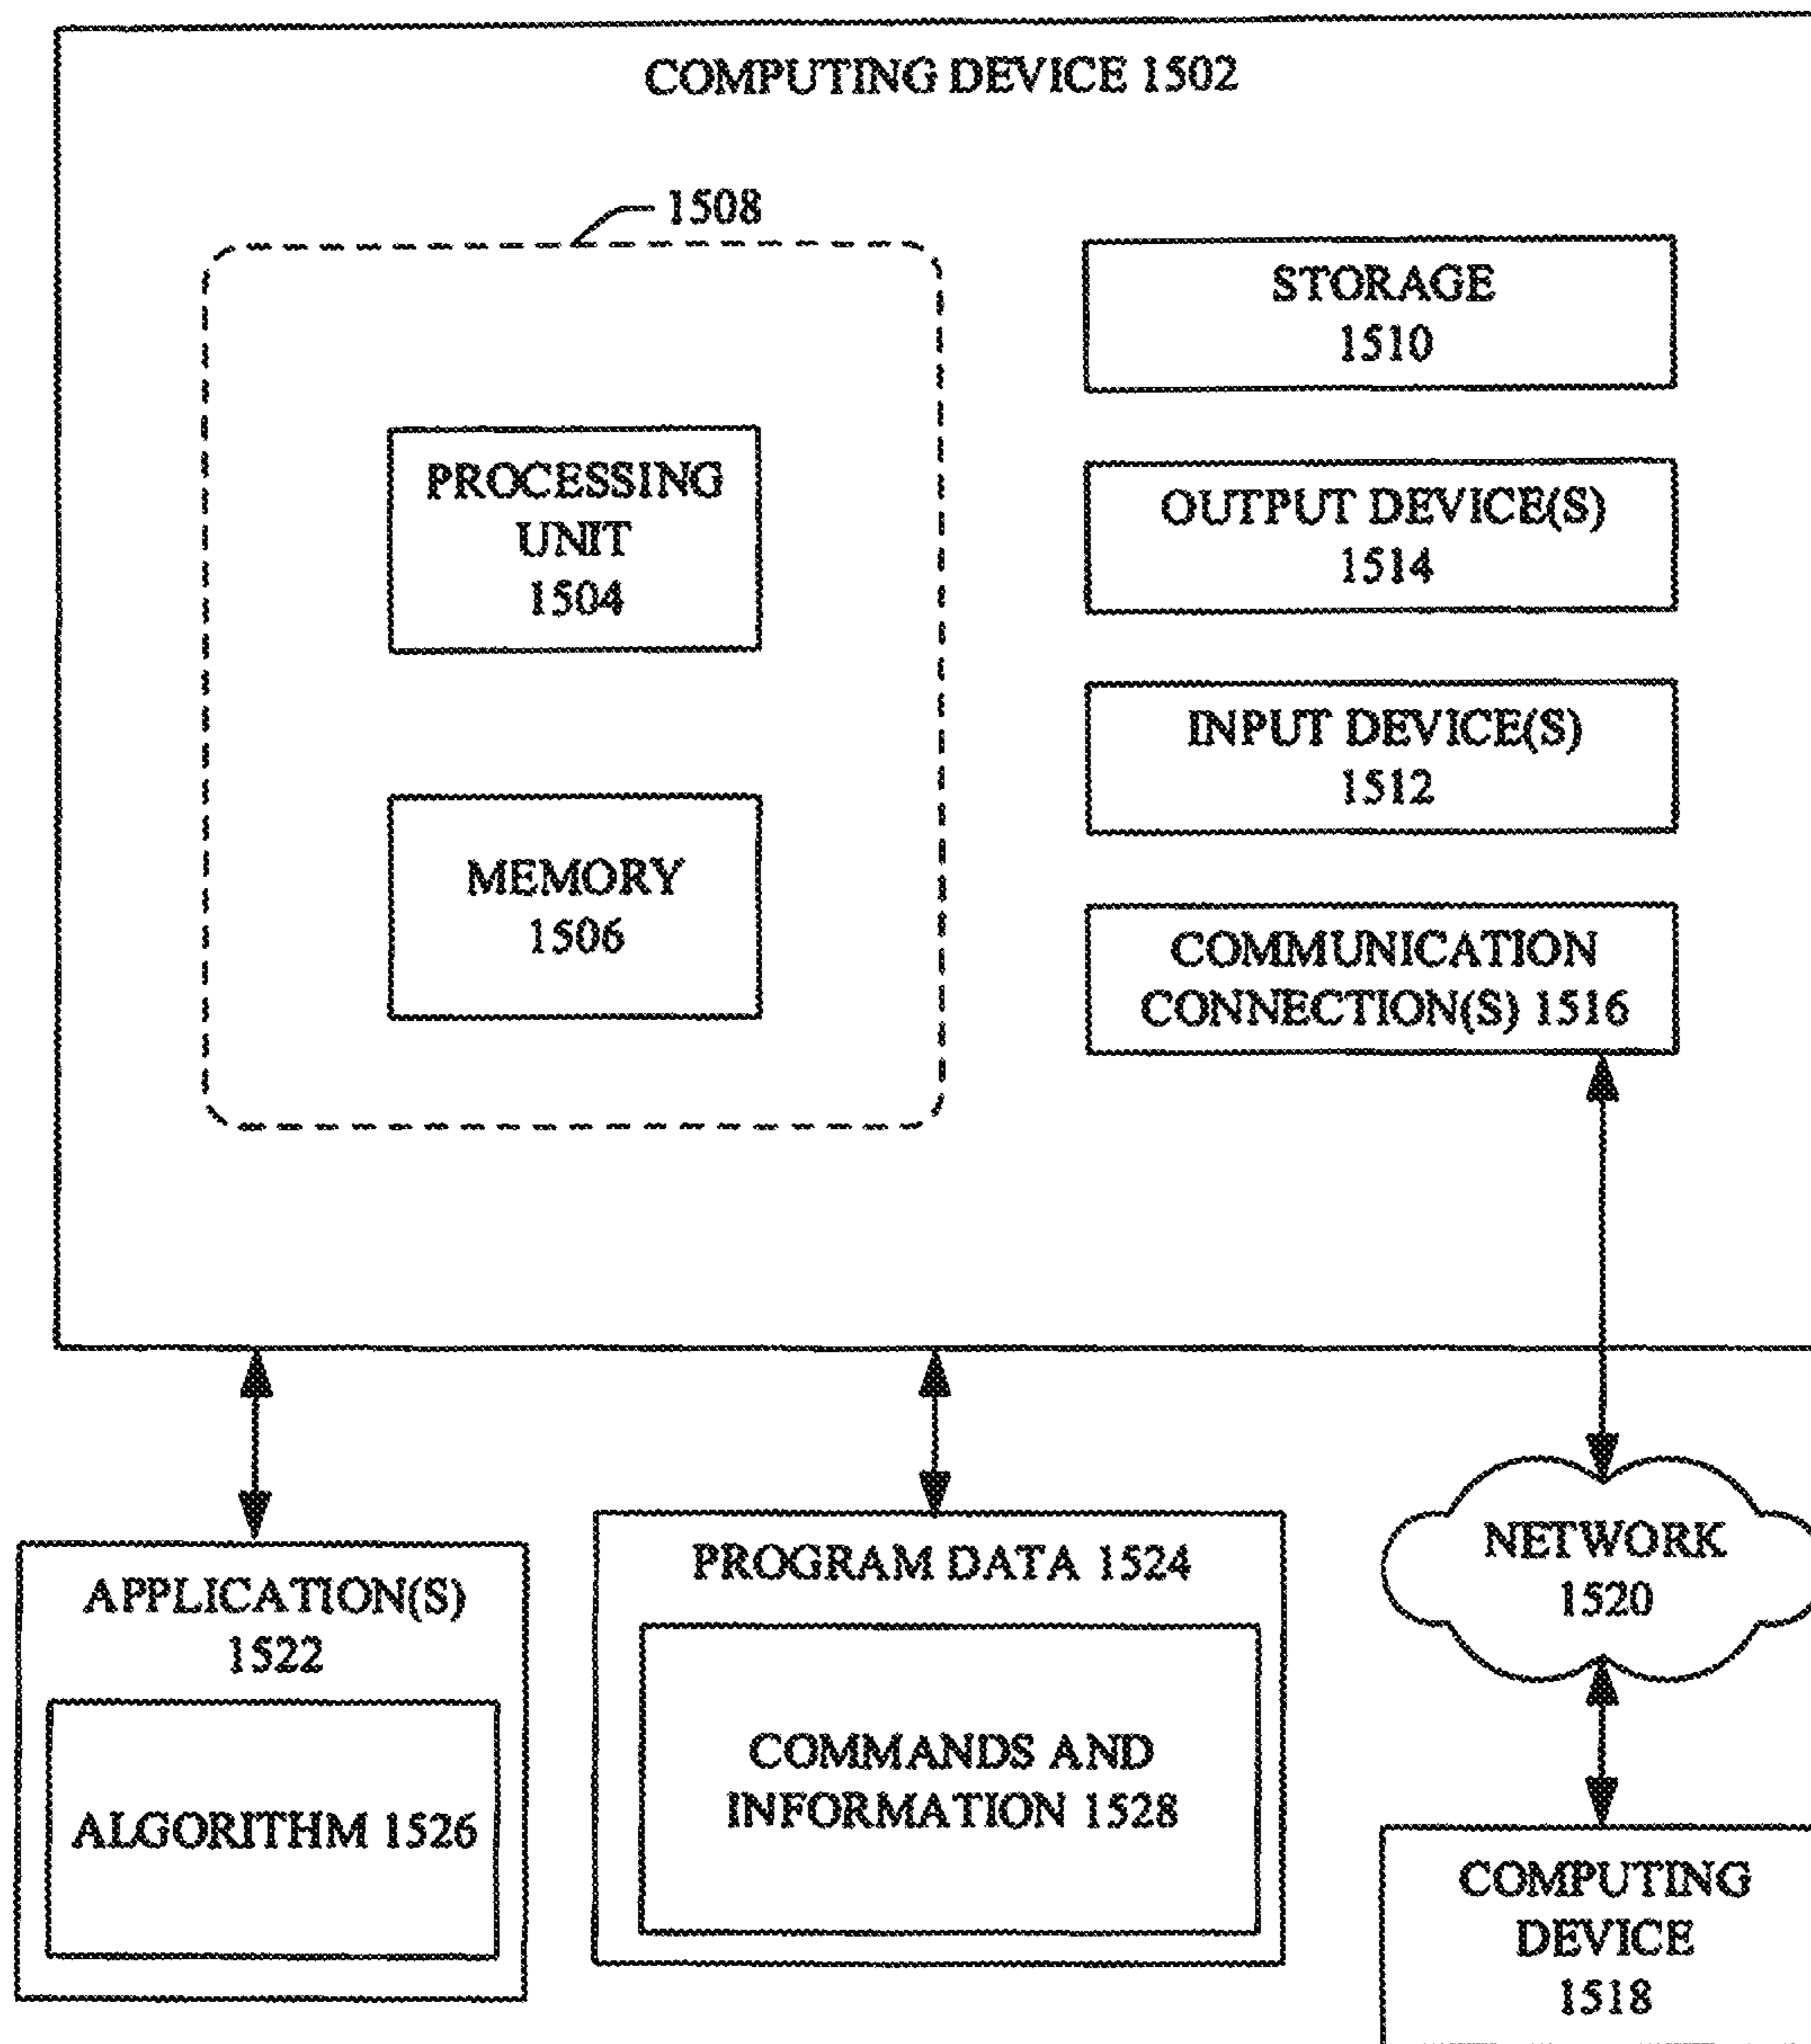 COMPUTING DEVICE 1502
1508
PROCESSING
UNIT
1504
MEMORY
1506
STORAGE
1510
OUTPUT DEVICE(S)
1514
INPUT DEVICE(S)
1512
COMMUNICATION
CONNECTION(S) 1516
APPLICATION(S)
1522
ALGORITHM 1526
PROGRAM DATA 1524
COMMANDS AND
INFORMATION 1528
NETWORK
1520
COMPUTING
DEVICE
1518